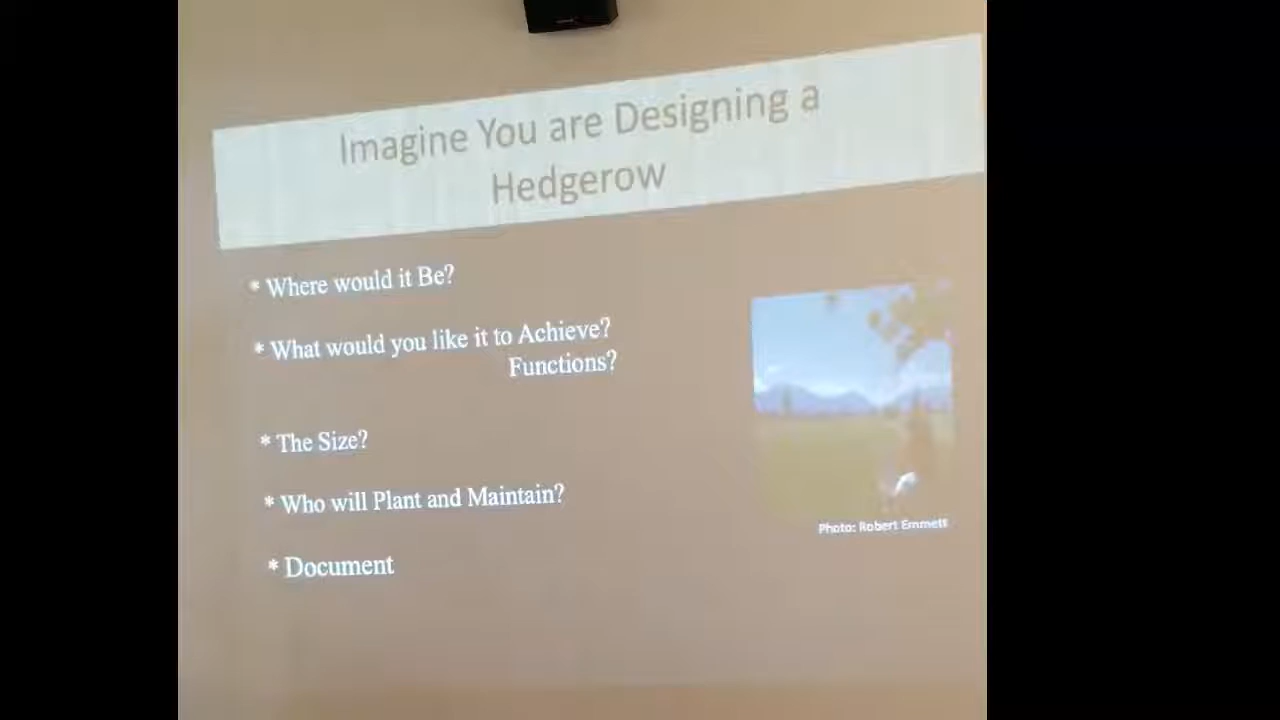 Imagine You are Designing a
Hedgerow
* Where would it Be?
* What would you like it to Achieve?
Functions?
* The Size?
* Who will Plant and Maintain?
* Document
Photo: Robert Emmett